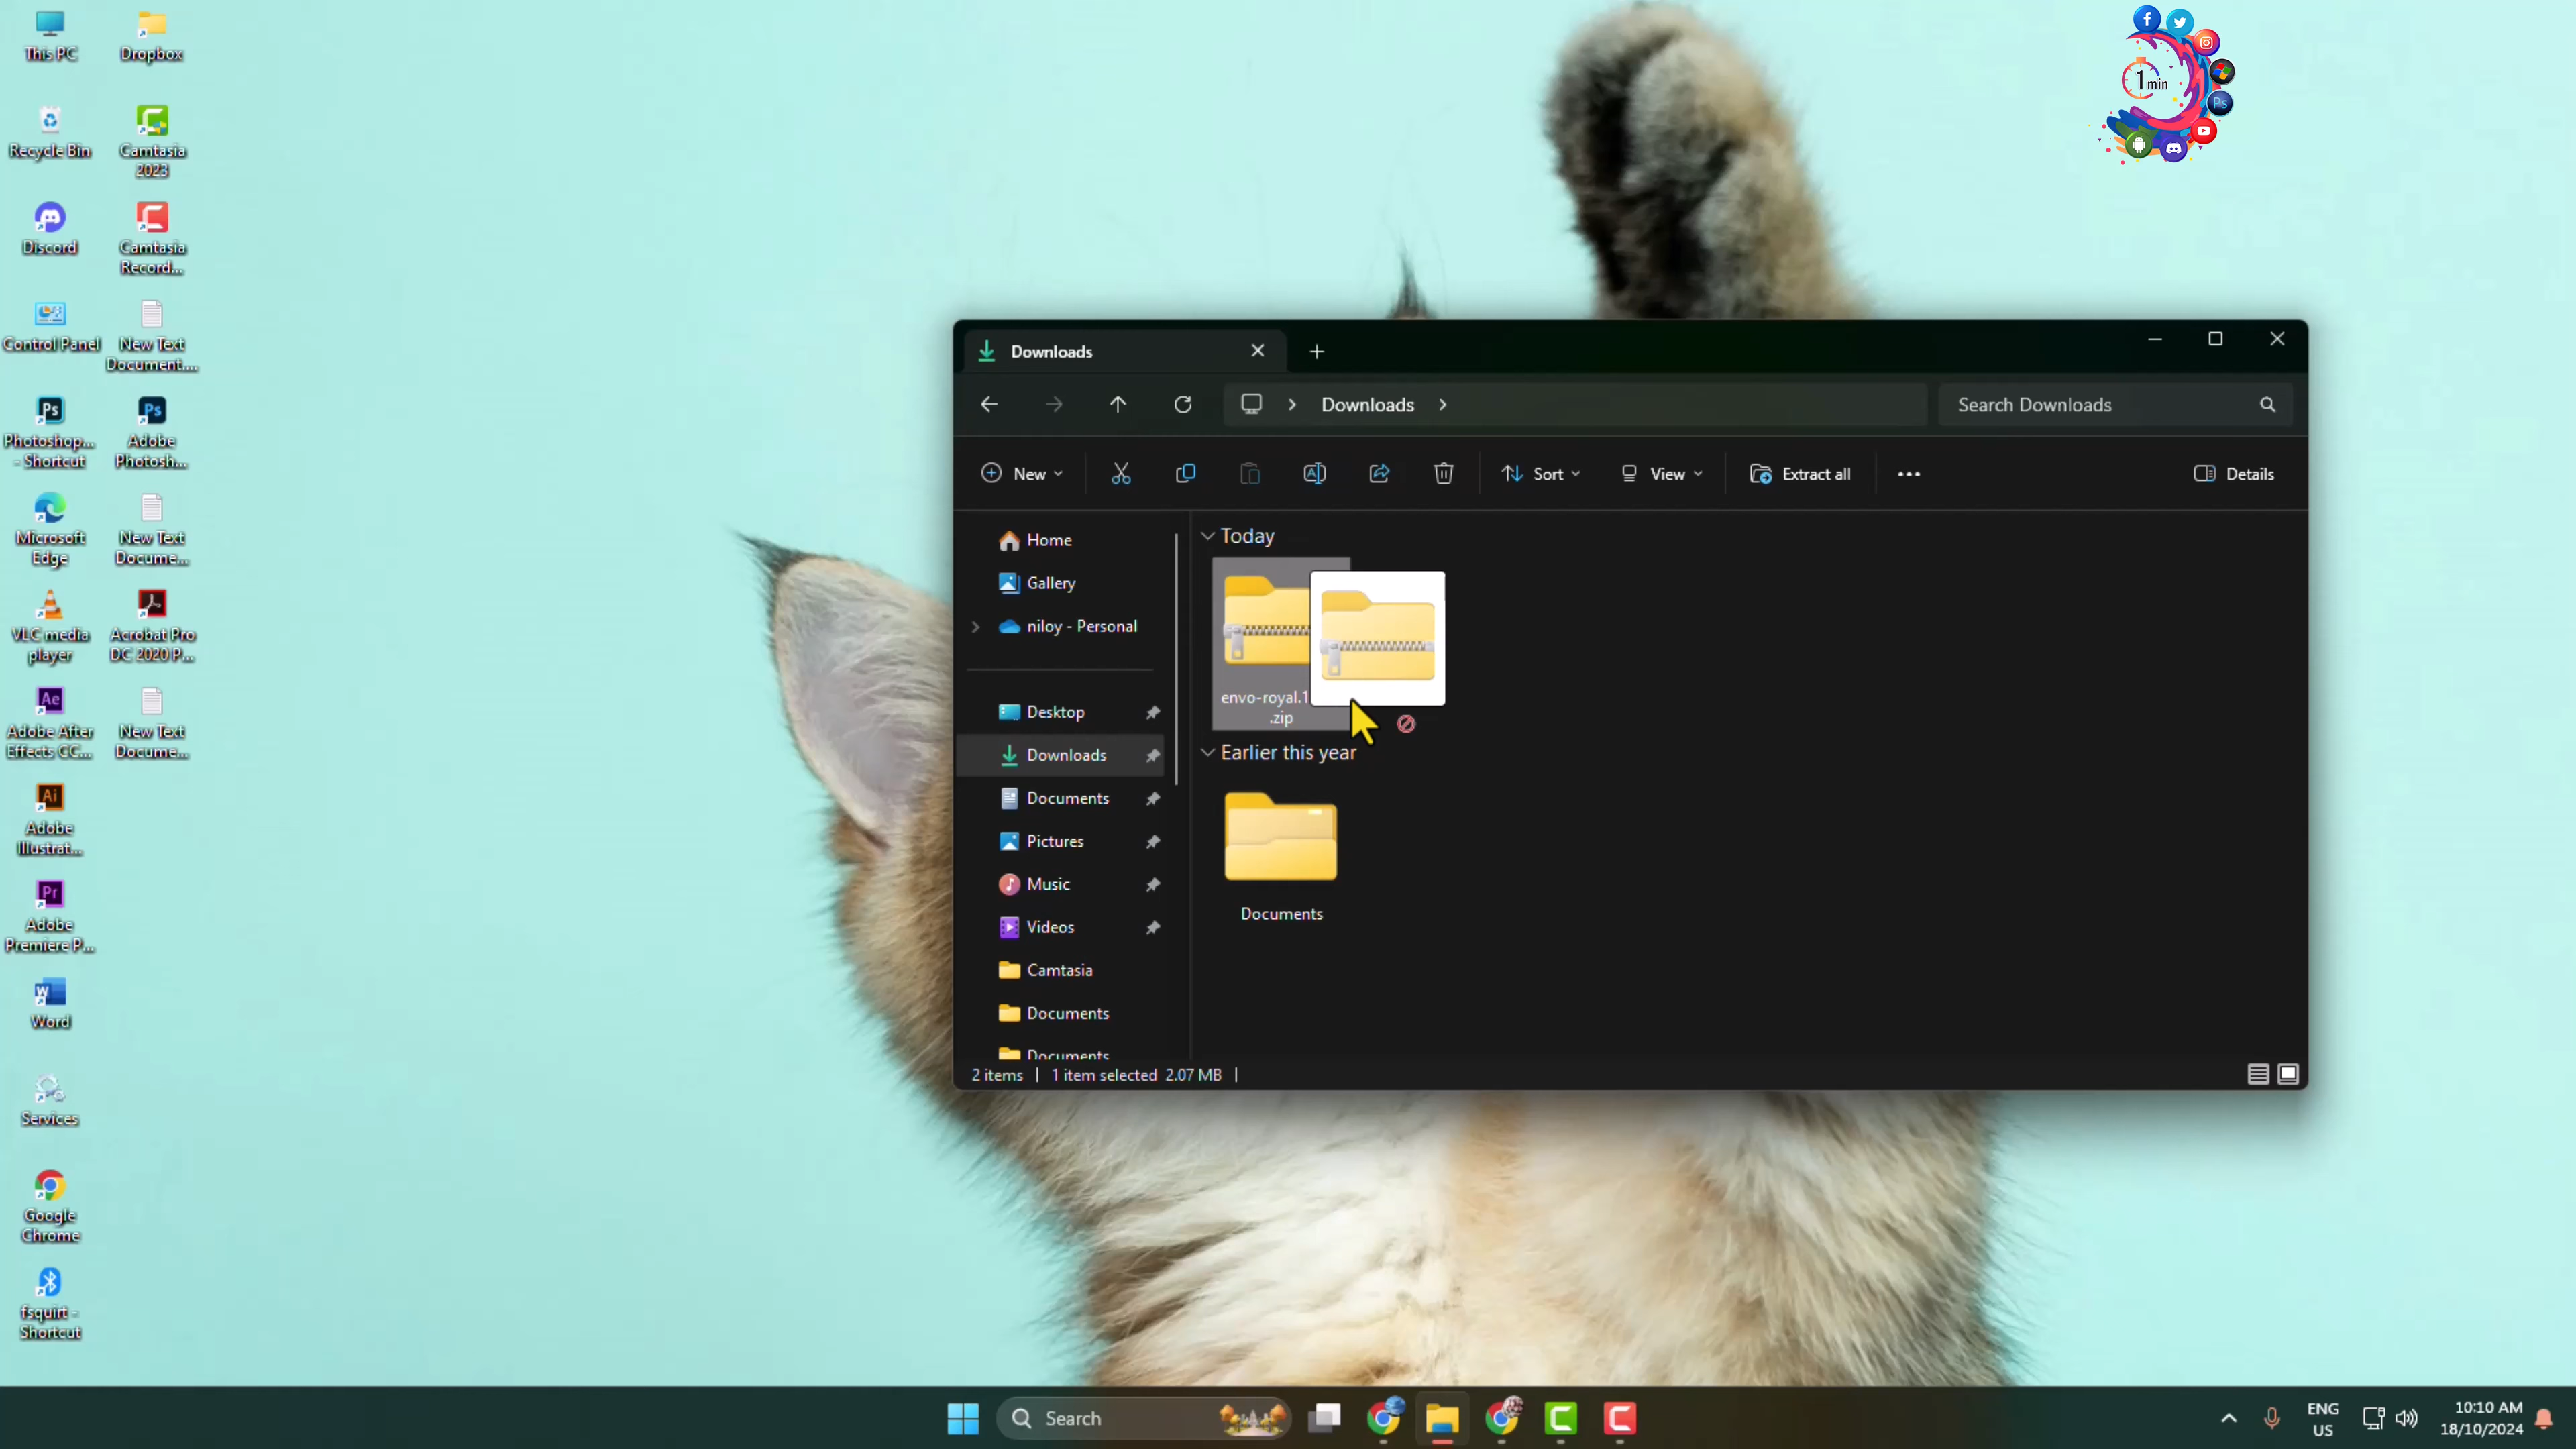 This PC
Dropbox
Recycle Bin
Camtasia
2023
Discord
Camtasia
Record...
Control Panel
New Text
Document....
Photoshop...
- Shortcut
Adobe
Photosh...
Microsoft
Edge
New Text
Docume...
VLC media
player
Acrobat Pro
DC 2020 P...
Adobe After
Effects CC...
New Text
Docume...
Adobe
Illustrat...
Adobe
Premiere P...
Word
Services
Google
Chrome
fsquirt -
Shortcut
1 min
Downloads
Downloads
Search Downloads
New
Sort
View
Extract all
Details
Home
Gallery
niloy - Personal
Desktop
Downloads
Documents
Pictures
Music
Videos
Camtasia
Documents
Documents
Today
envo-royal.1
.zip
Earlier this year
Documents
2 items
1 item selected 2.07 MB
Search
ENG
US
10:10 AM
18/10/2024